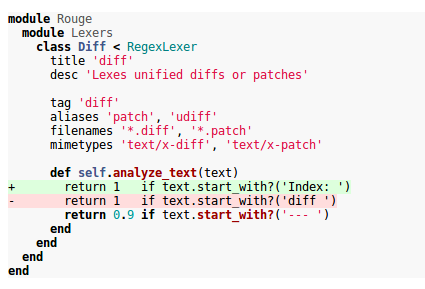 module Rouge
  module Lexers
    class Diff < RegexLexer
      title 'diff'
      desc 'Lexes unified diffs or patches'

      tag 'diff'
      aliases 'patch', 'udiff'
      filenames '*.diff', '*.patch'
      mimetypes 'text/x-diff', 'text/x-patch'

      def self.analyze_text(text)
+       return 1   if text.start_with?('Index: ')
-       return 1   if text.start_with?('diff ')
        return 0.9 if text.start_with?('--- ')
      end
    end
  end
end